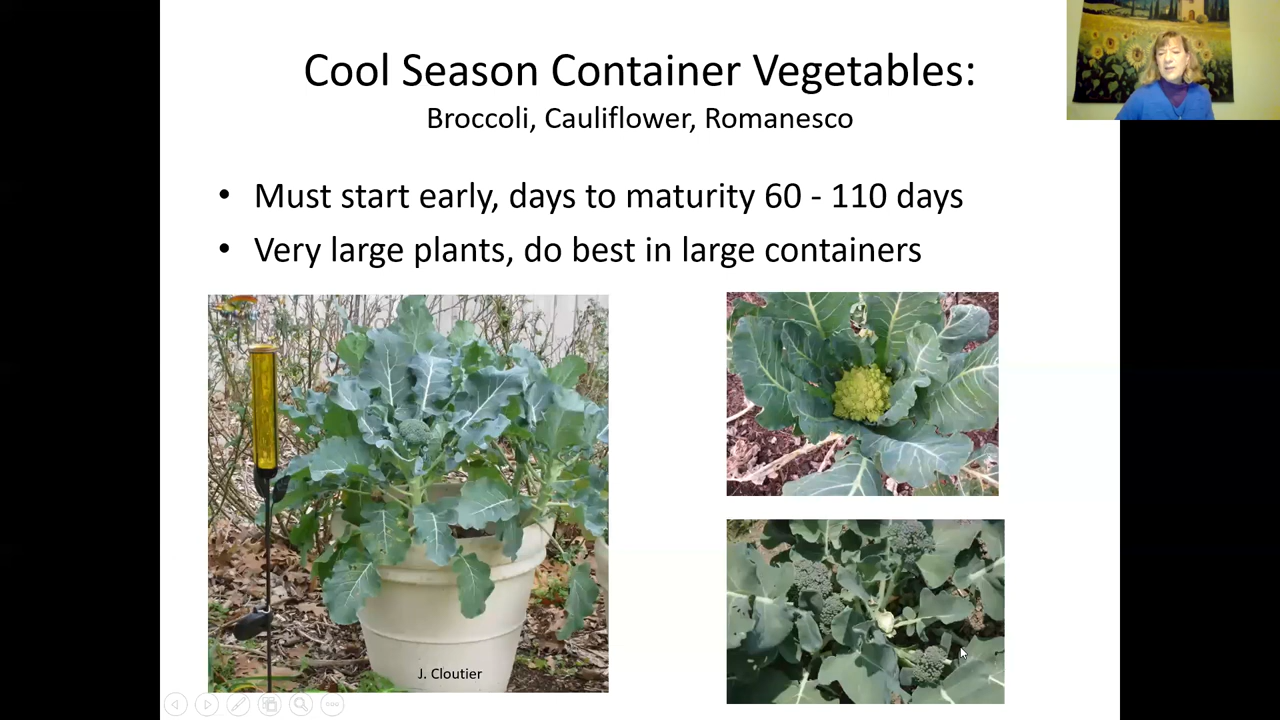 Cool Season Container Vegetables:
Broccoli, Cauliflower, Romanesco
• Must start early, days to maturity 60 - 110 days
• Very large plants, do best in large containers
J. Cloutier